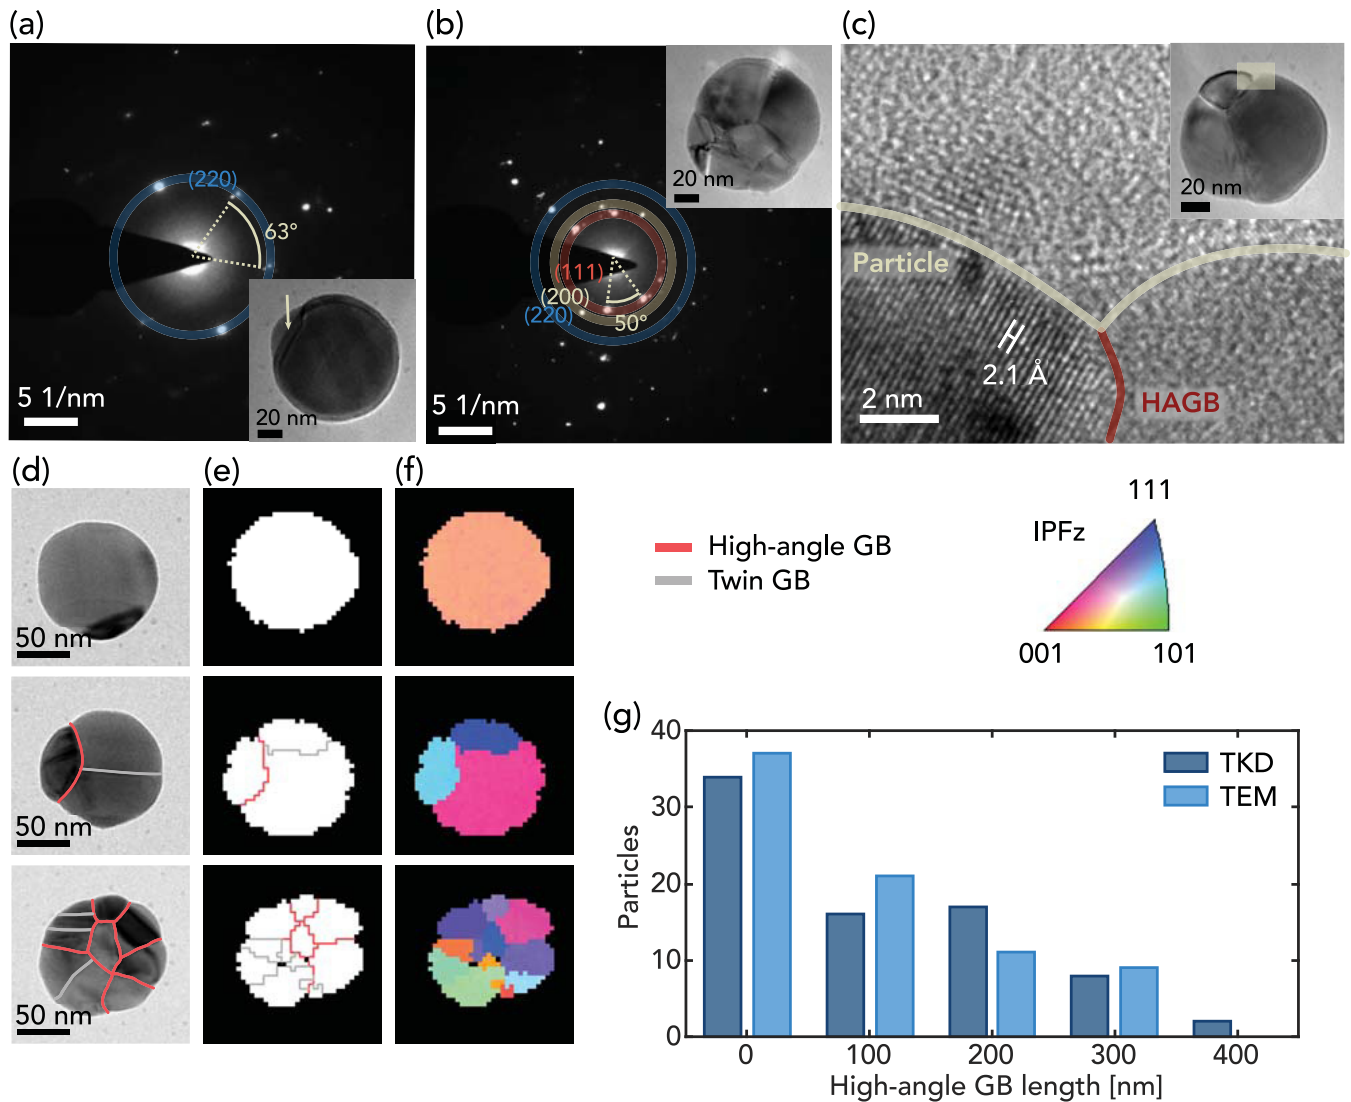 (a)
(220)
63°
5 1/nm
20 nm
(b)
20 nm
(111)
(200)
(220)
50°
5 1/nm
(c)
20 nm
Particle
2.1 Å
2 nm
HAGB
(d)
(e)
(f)
50 nm
50 nm
50 nm
High-angle GB
Twin GB
IPFz
111
001
101
(g)
40
30
20
10
0
Particles
TKD
TEM
0
100
200
300
400
High-angle GB length [nm]